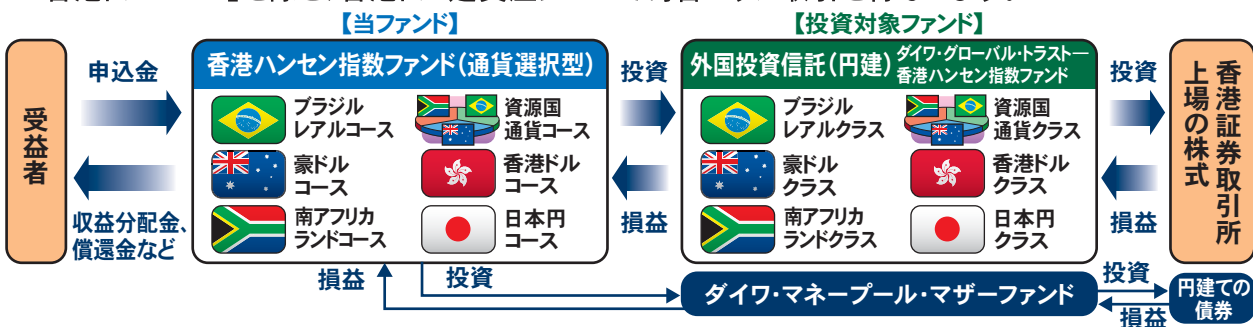 【当ファンド】
【投資対象ファンド】
受益者
申込金
収益分配金、
償還金など
香港ハンセン指数ファンド（通貨選択型）
ブラジル
レアルコース
資源国
通貨コース
豪ドル
コース
香港ドル
コース
南アフリカ
ランドコース
日本円
コース
投資
損益
外国投資信託（円建）
ダイワ・グローバル・トラスト―
香港ハンセン指数ファンド
ブラジル
レアルクラス
資源国
通貨クラス
豪ドル
クラス
香港ドル
クラス
南アフリカ
ランドクラス
日本円
クラス
投資
損益
香港証券取引所
上場の株式
損益
投資
ダイワ・マネープール・マザーファンド
投資
損益
円建ての
債券